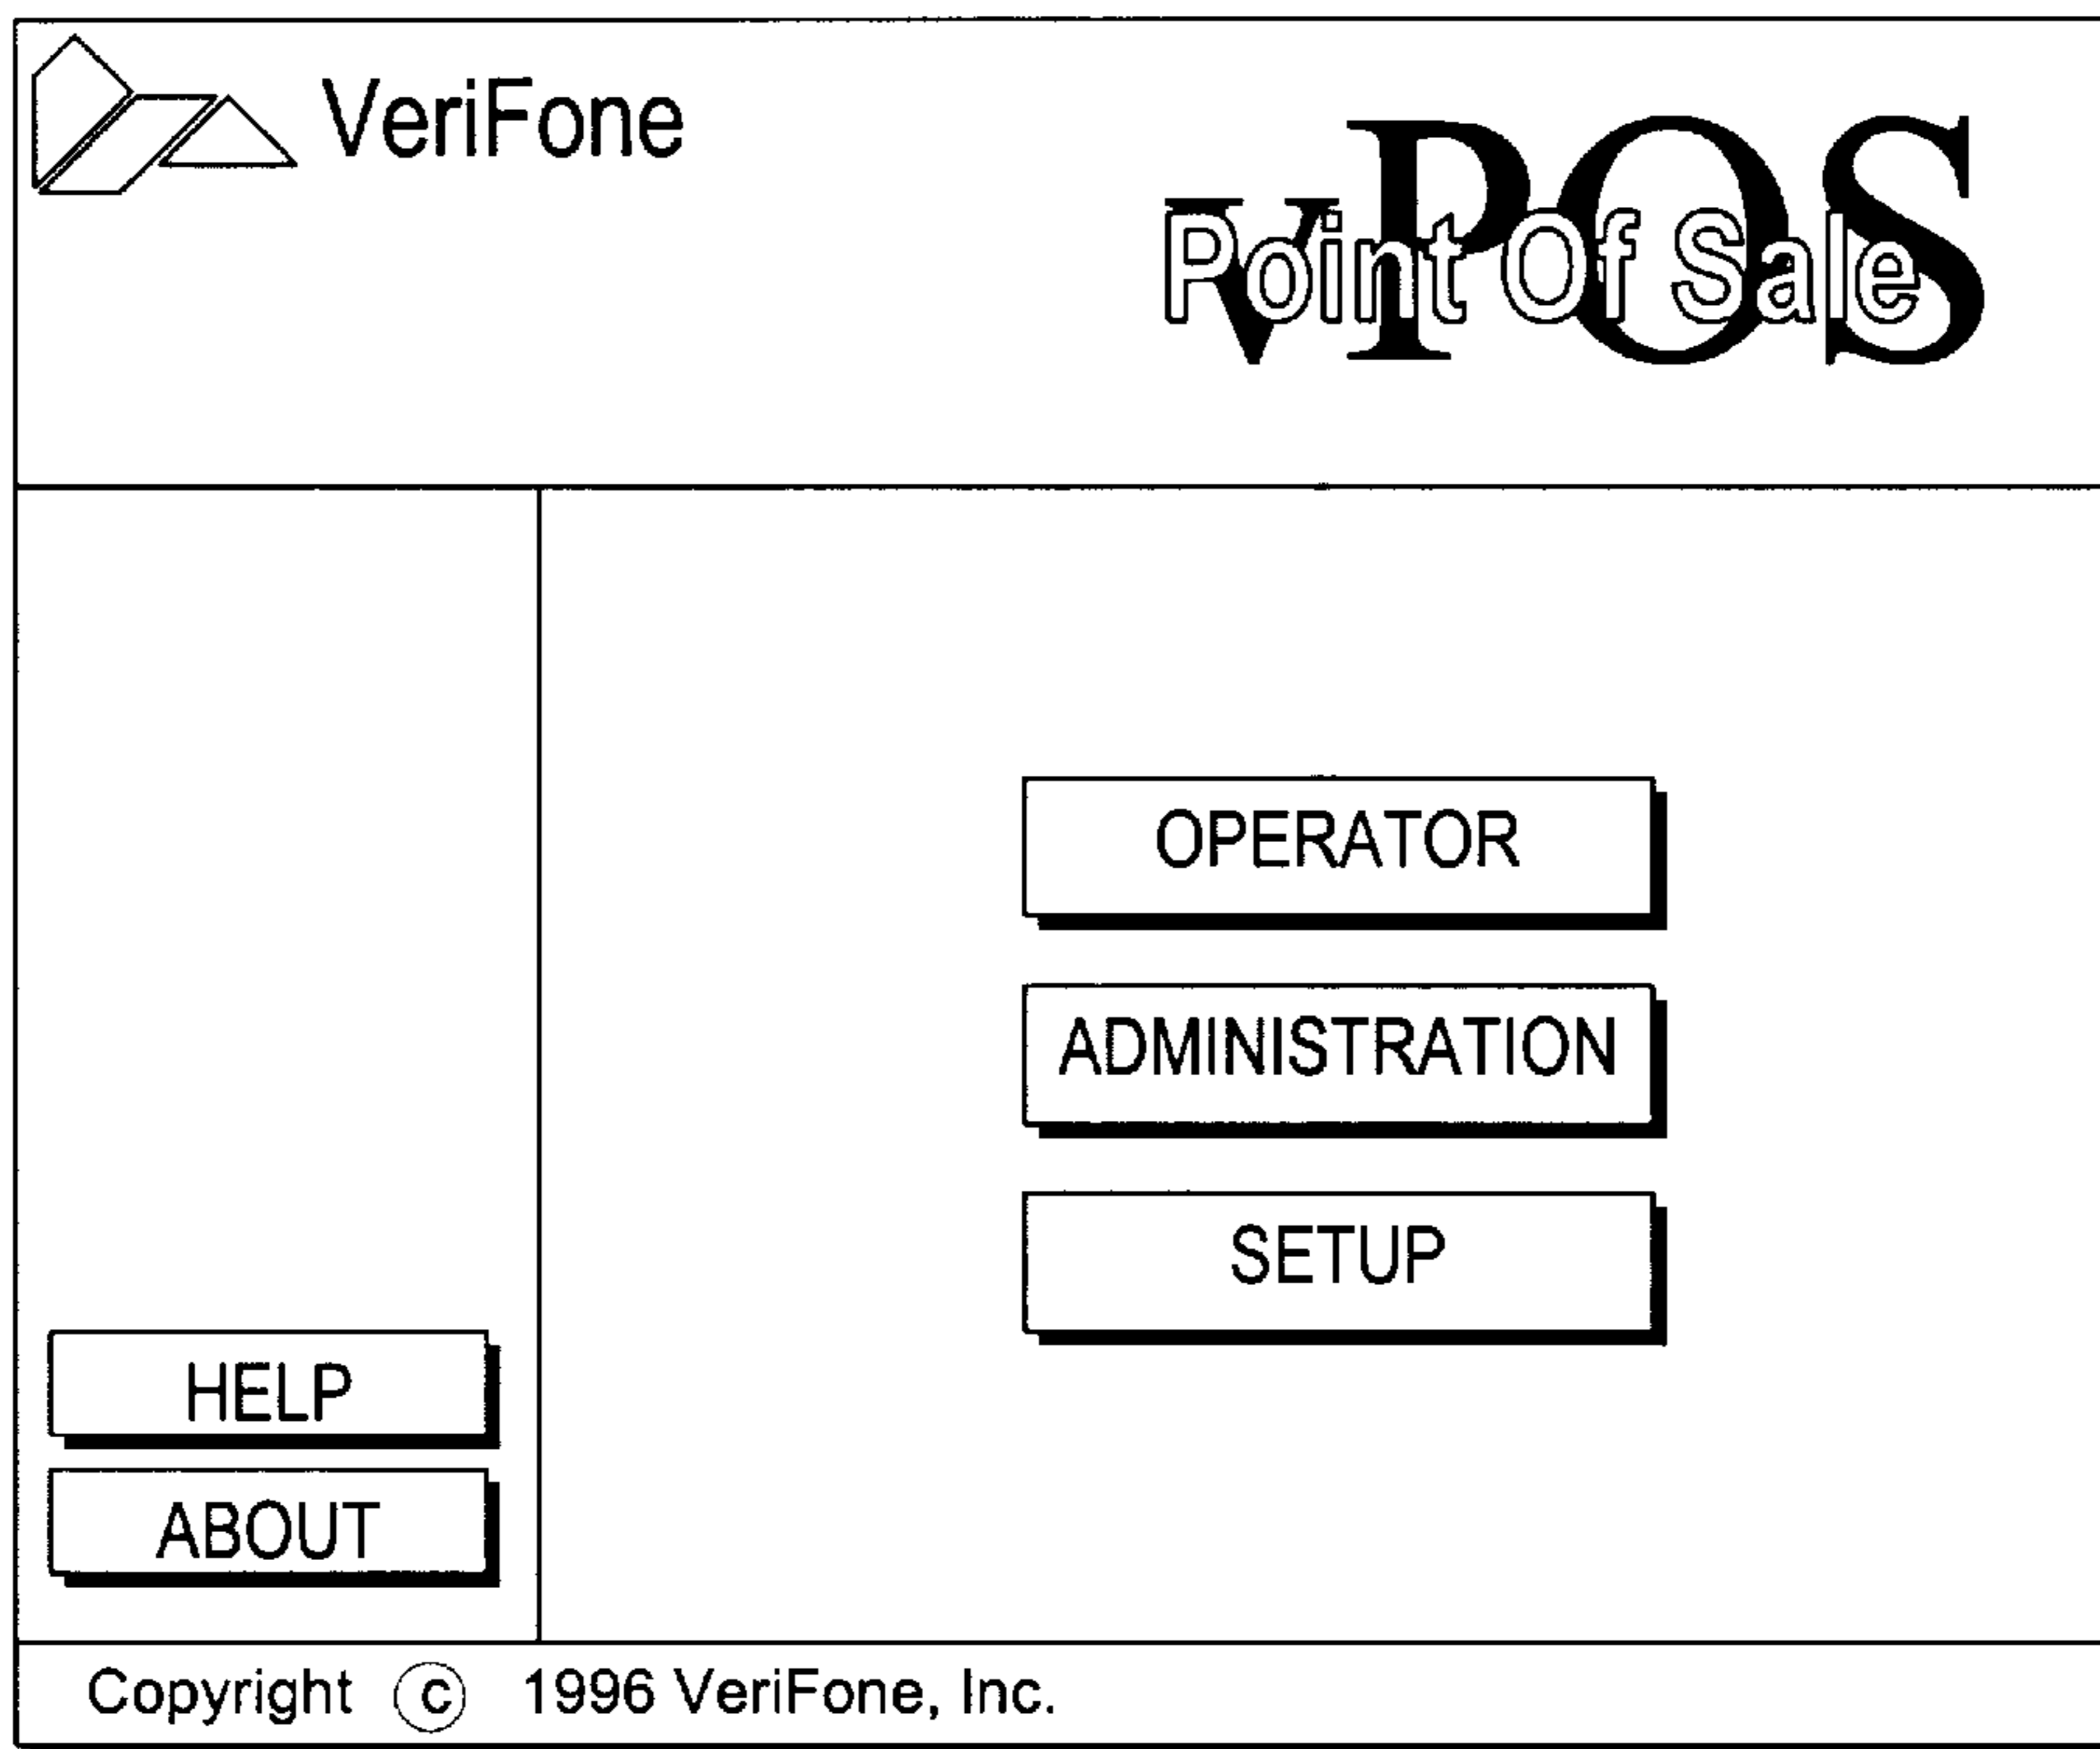 VeriFone
vPOS
Point Of Sale
OPERATOR
ADMINISTRATION
SETUP
HELP
ABOUT
Copyright © 1996 VeriFone, Inc.